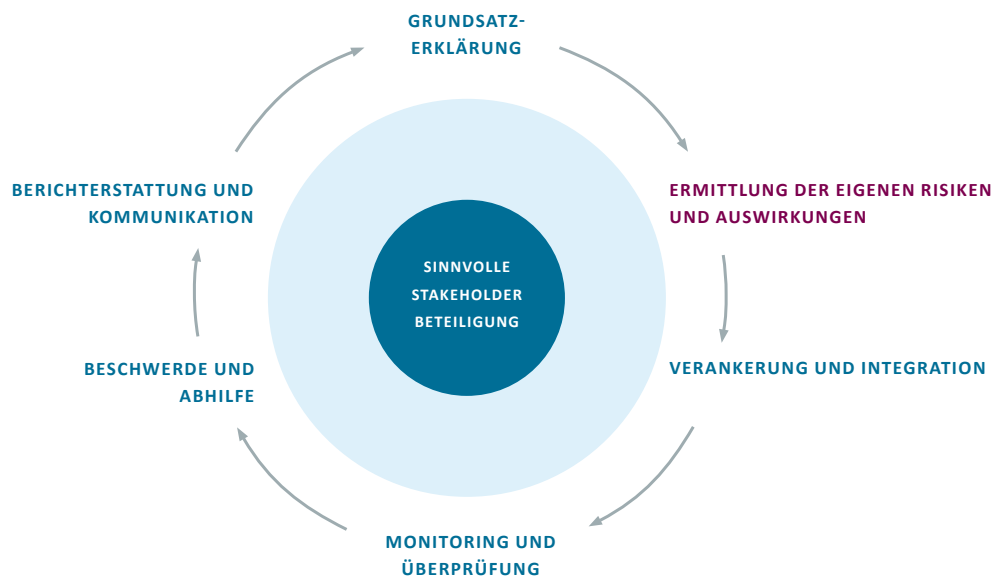 GRUNDSATZ-
ERKLÄRUNG
ERMITTLUNG DER EIGENEN RISIKEN
UND AUSWIRKUNGEN
VERANKERUNG UND INTEGRATION
MONITORING UND
ÜBERPRÜFUNG
BESCHWERDE UND
ABHILFE
BERICHTERSTATTUNG UND
KOMMUNIKATION
SINNVOLLE
STAKEHOLDER
BETEILIGUNG